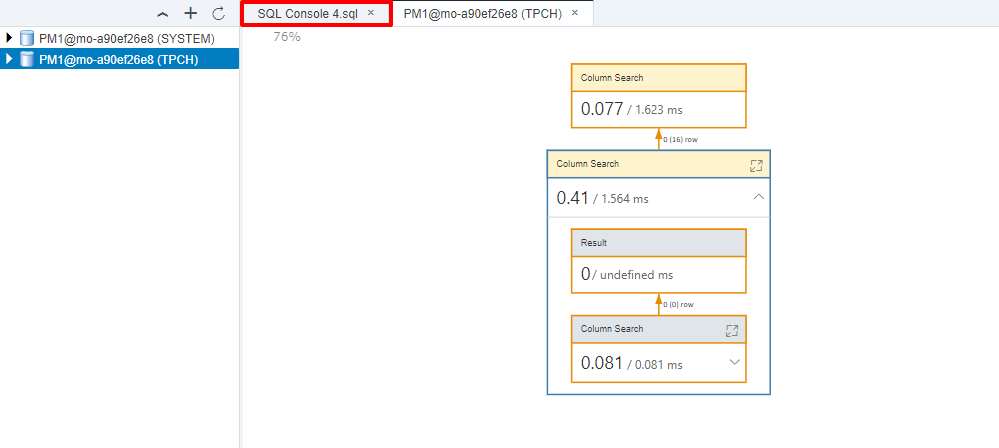 SQL Console 4.sql ×
PM1@mo-a90ef26e8 (TPCH) ×
PM1@mo-a90ef26e8 (SYSTEM)
PM1@mo-a90ef26e8 (TPCH)
76%
Column Search
0.077 / 1.623 ms
0 (16) row
Column Search
0.41 / 1.564 ms
Result
0 / undefined ms
0 (0) row
Column Search
0.081 / 0.081 ms